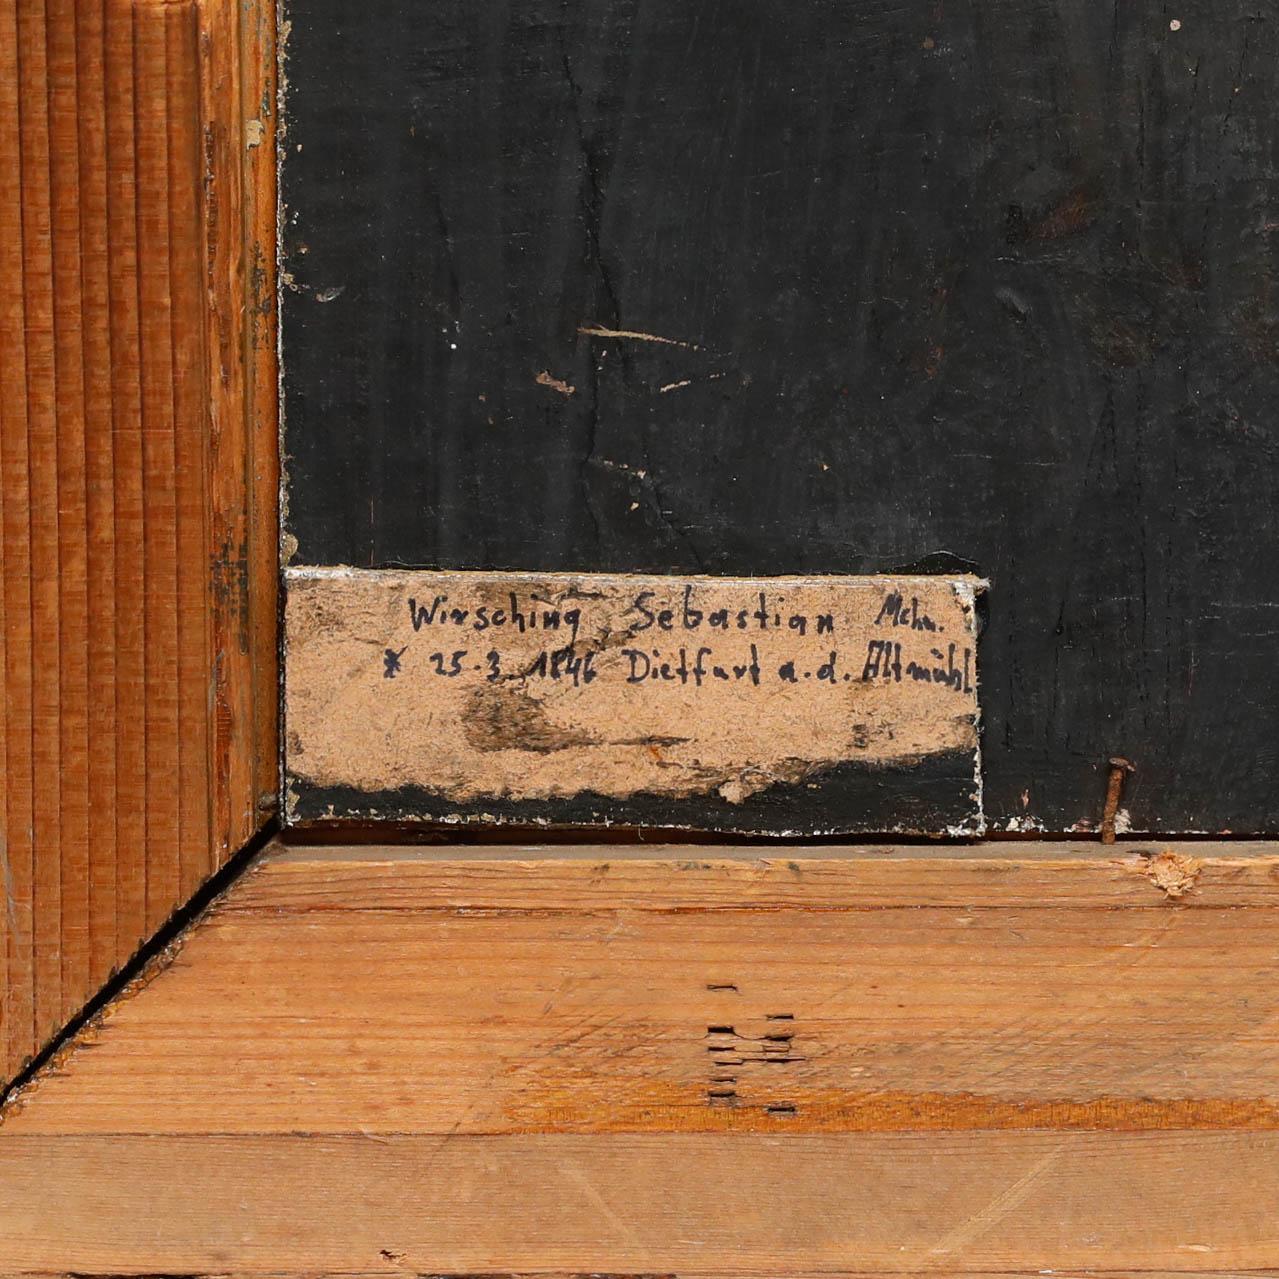 Wirsching Sebastian Mchn.
* 25.3.1846 Dietfurt a.d. Altmühl